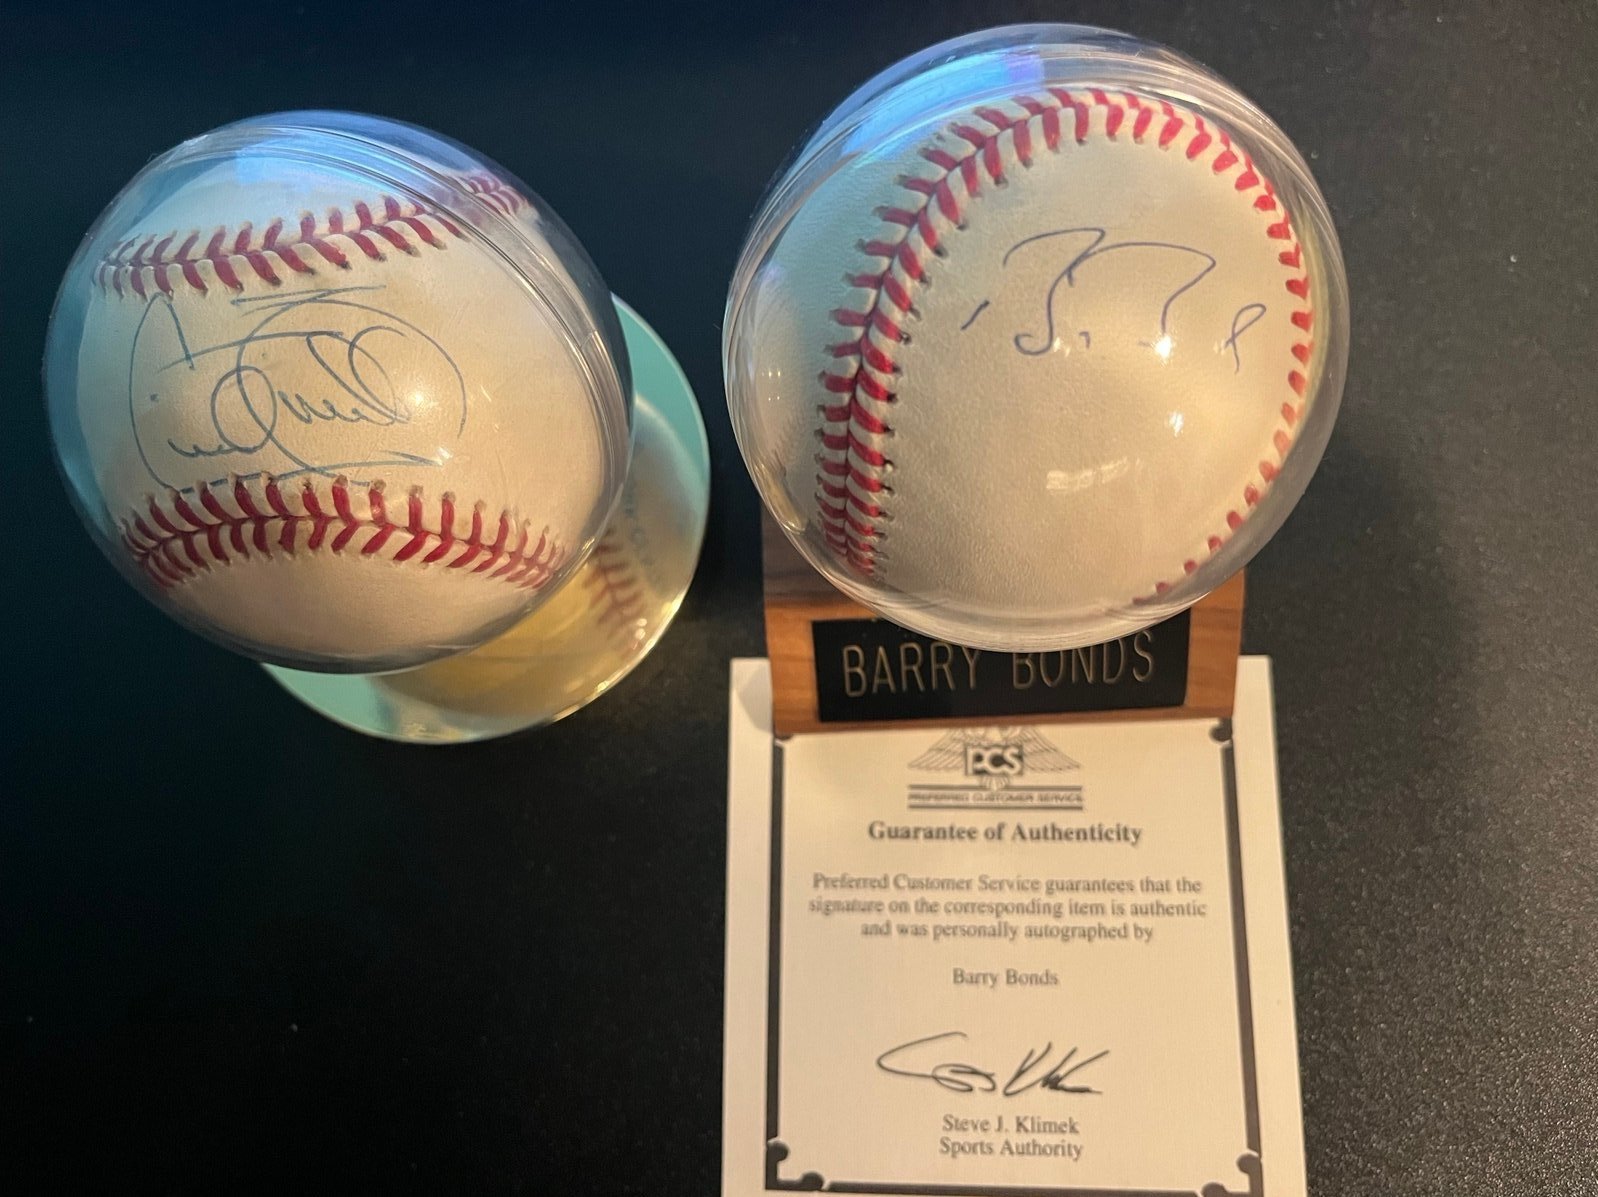 BARRY BONDS
PCS
PREFERRED CUSTOMER SERVICE
Guarantee of Authenticity
Preferred Customer Service guarantees that the
signature on the corresponding item is authentic
and was personally autographed by
Barry Bonds
Steve J. Klimek
Sports Authority